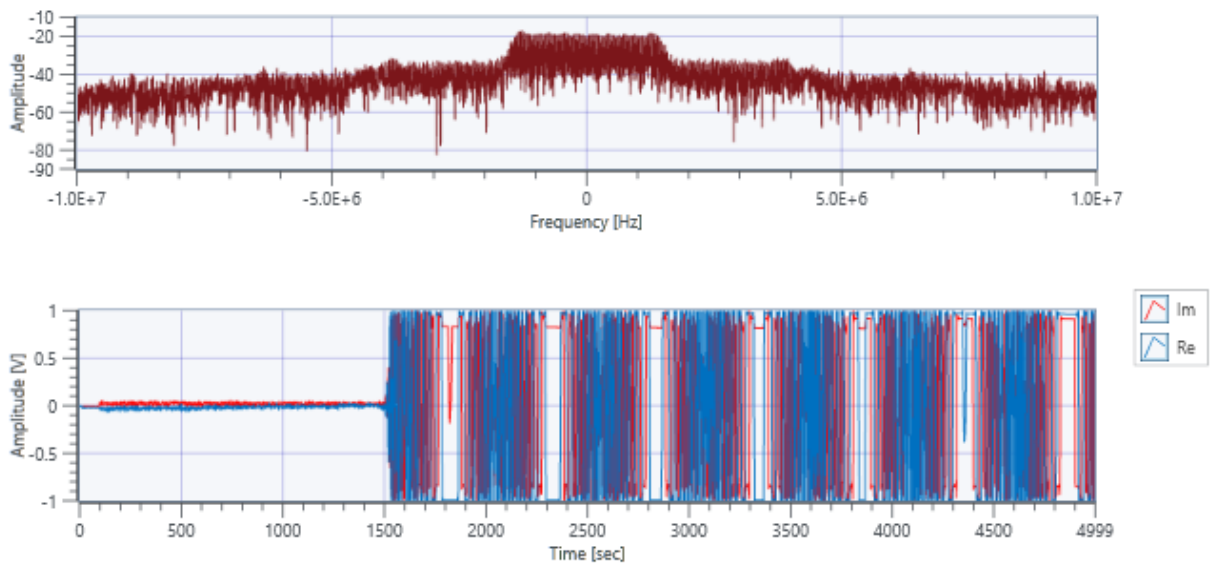 -10
-20
-40
-60
-80
-90
Amplitude
-1.0E+7
-5.0E+6
0
5.0E+6
1.0E+7
Frequency [Hz]
1
0.5
0
-0.5
-1
Amplitude [V]
0
500
1000
1500
2000
2500
3000
3500
4000
4500
4999
Time [sec]
Im
Re